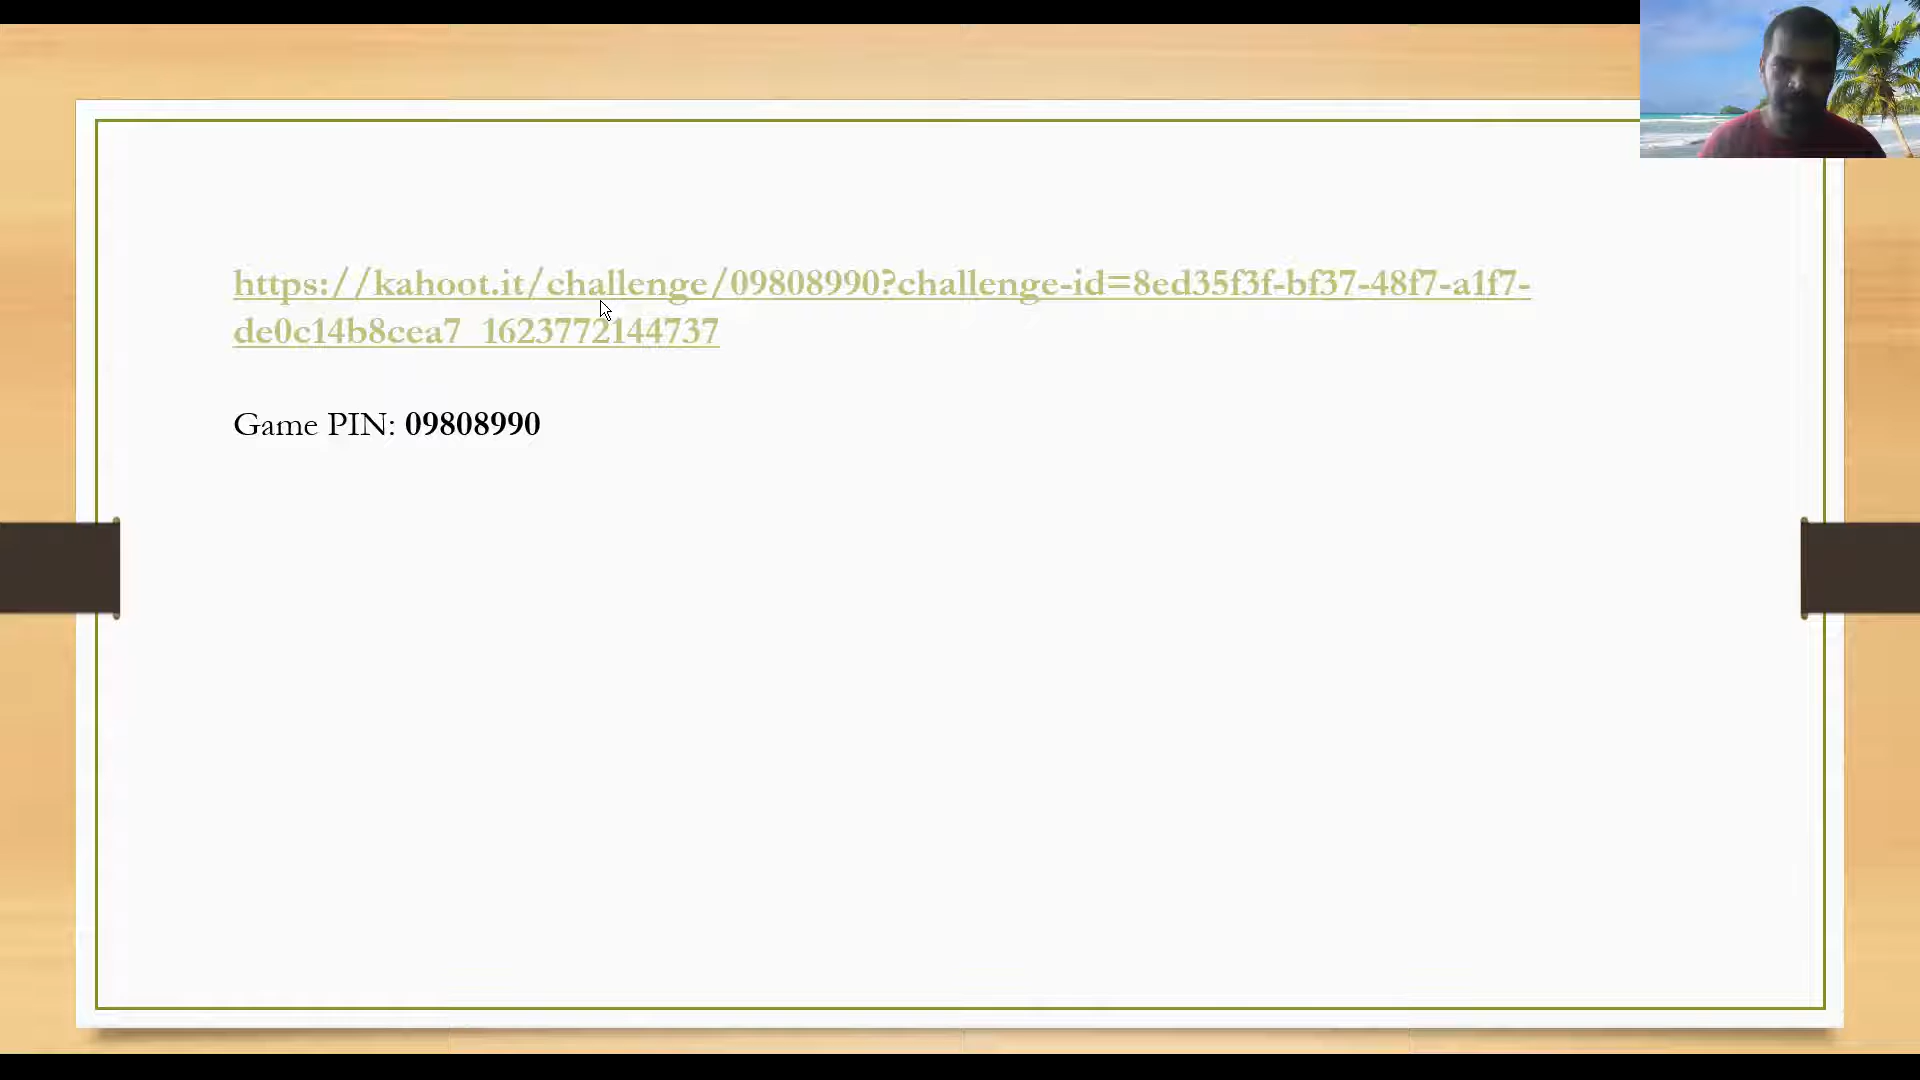 https://kahoot.it/challenge/09808990?challenge-id=8ed35f3f-bf37-48f7-a1f7-
de0c14b8cea7_1623772144737
Game PIN: 09808990